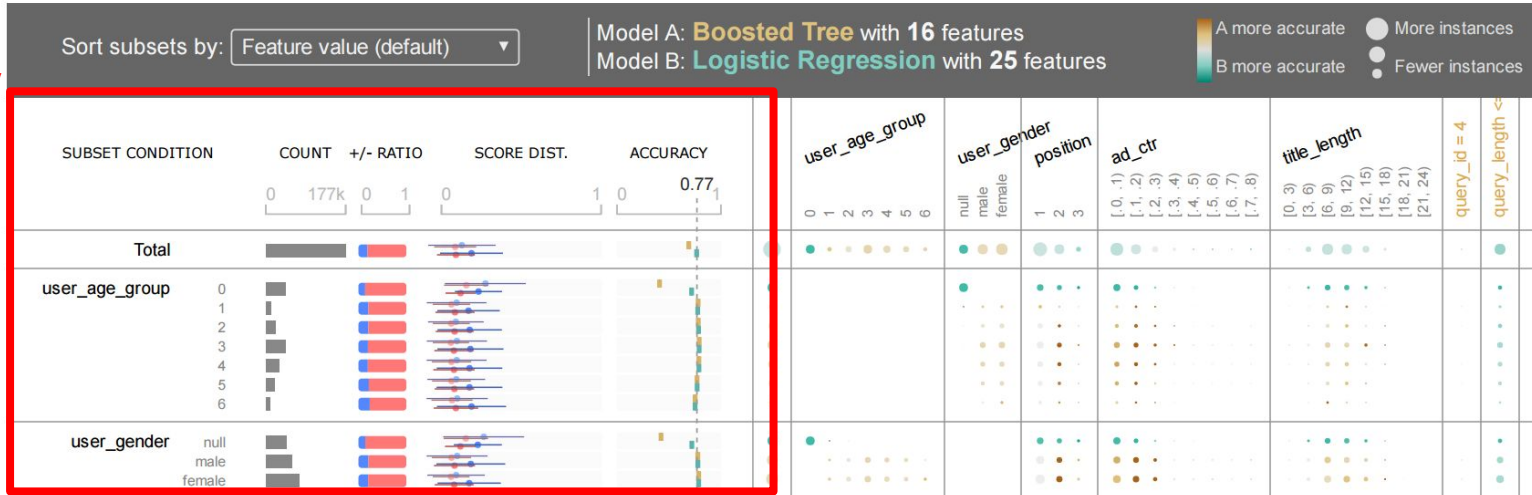 Sort subsets by: Feature value (default) ▼
Model A: Boosted Tree with 16 features
Model B: Logistic Regression with 25 features
A more accurate
B more accurate
More instances
Fewer instances
SUBSET CONDITION COUNT +/- RATIO SCORE DIST. ACCURACY
0 177k 0 1 0 1 0 0.77 1
user_age_group user_gender position ad_ctr title_length query_id = 4 query_length <=
0 1 2 3 4 5 6
null male female
1 2 3
[.0, .1) [.1, .2) [.2, .3) [.3, .4) [.4, .5) [.5, .6) [.6, .7) [.7, .8)
[0, 3) [3, 6) [6, 9) [9, 12) [12, 15) [15, 18) [18, 21) [21, 24)
Total
user_age_group 0
1
2
3
4
5
6
user_gender null
male
female